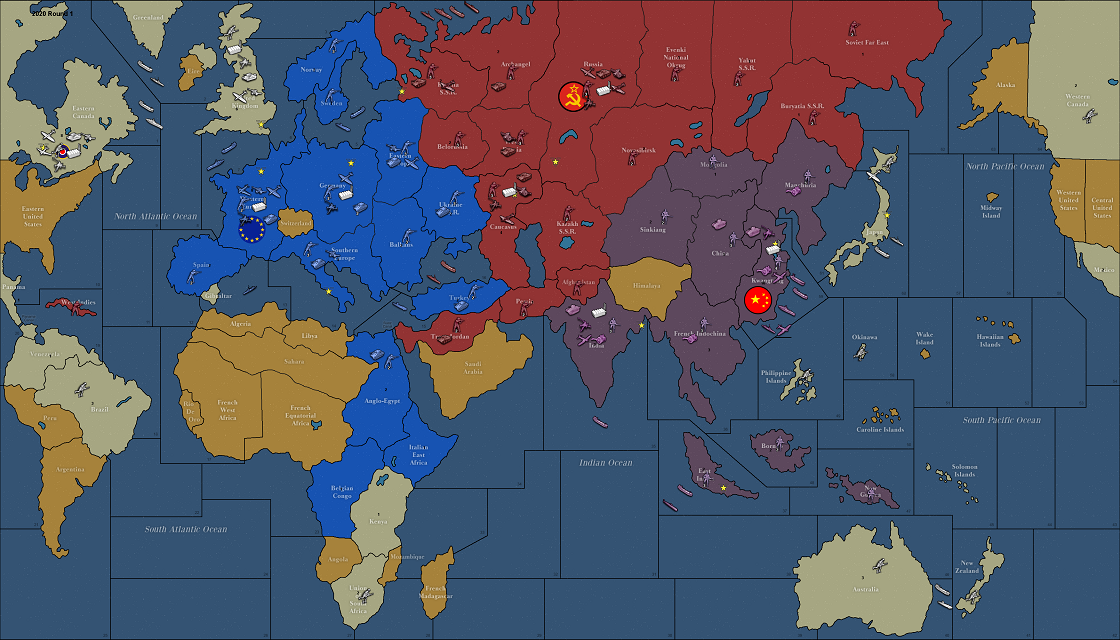 2020 Round 1
Greenland
Eire
Kingdom
Norway
Sweden
Archangel
Russia
Evenki
National
Okrug
Yakut
S.S.R.
Soviet Far East
Buryatia S.S.R.
Alaska
Western
Canada
Eastern
Canada
S.S.R.
Belorussia
Novosibirsk
Mongolia
Manchuria
Japan
North Pacific Ocean
Midway
Island
Western
United
States
Central
United
States
Eastern
United
States
North Atlantic Ocean
Germany
Switzerland
Eastern
Ukraine
Southern
Europe
Balkans
Caucasus
Kazakh
S.S.R.
Sinkiang
China
Kwangtung
Mexico
Spain
Gibraltar
Turkey
Afghanistan
Himalaya
Panama
West Indies
Algeria
Libya
Trans-Jordan
Saudi
Arabia
India
French Indochina
Okinawa
Wake
Island
Hawaiian
Islands
Venezuela
Sahara
Philippine
Islands
Brazil
Peru
Rio
De
Oro
French
West
Africa
French
Equatorial
Africa
Anglo-Egypt
Caroline Islands
South Pacific Ocean
Argentina
Italian
East
Africa
Indian Ocean
Borneo
East
Indies
New
Guinea
Solomon
Islands
Belgian
Congo
Kenya
South Atlantic Ocean
Angola
Mozambique
French
Madagascar
Union
South
Africa
Australia
New
Zealand